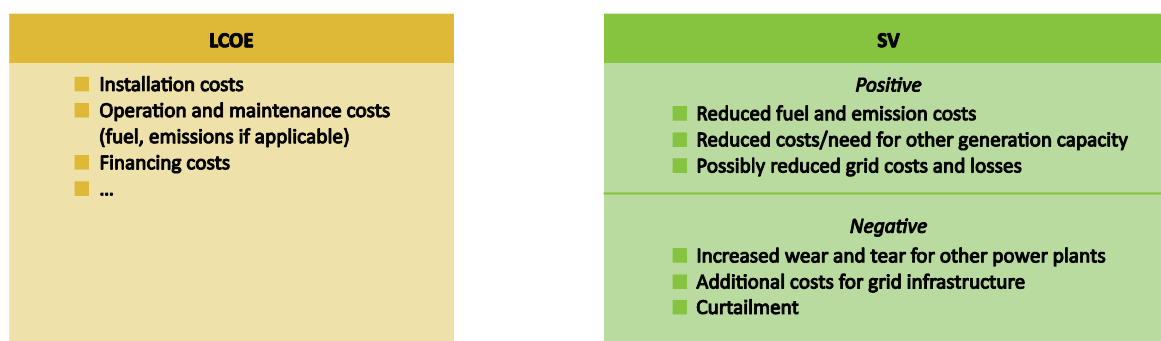 LCOE
Installation costs
Operation and maintenance costs
(fuel, emissions if applicable)
Financing costs
...
SV
Positive
Reduced fuel and emission costs
Reduced costs/need for other generation capacity
Possibly reduced grid costs and losses
Negative
Increased wear and tear for other power plants
Additional costs for grid infrastructure
Curtailment